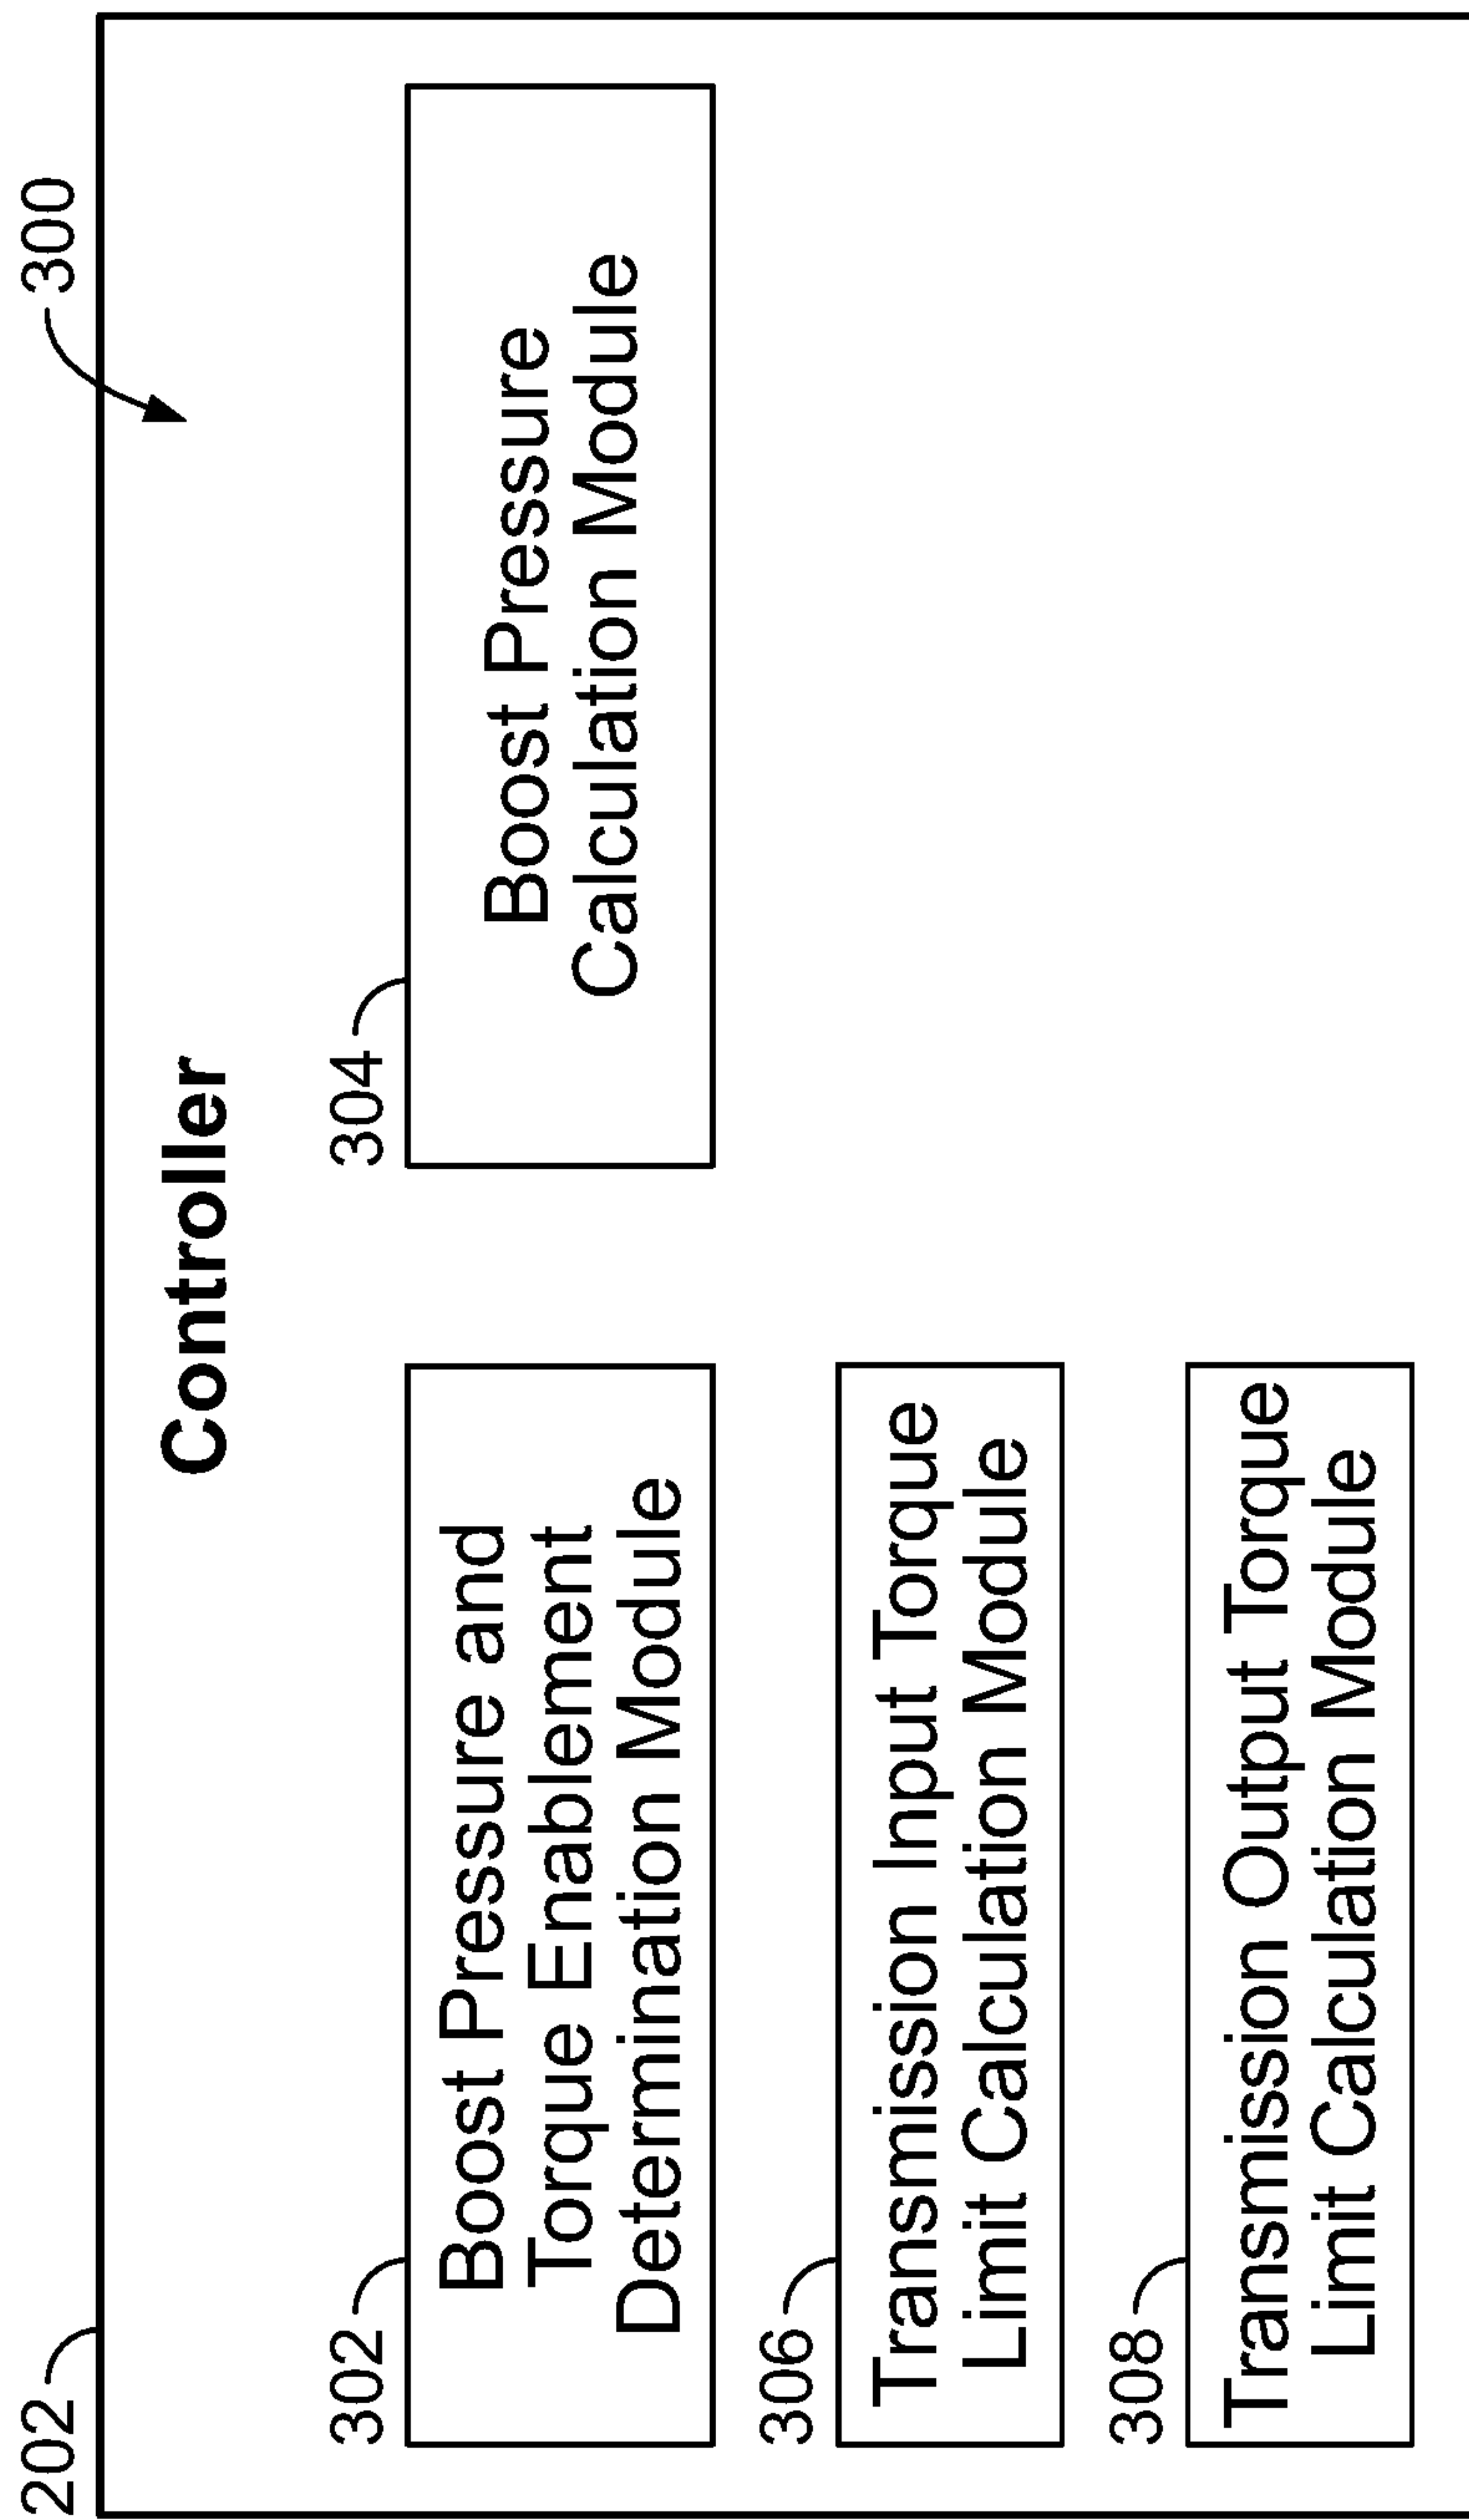 202
300
Controller
302
Boost Pressure and
Torque Enablement
Determination Module
304
Boost Pressure
Calculation Module
306
Transmission Input Torque
Limit Calculation Module
308
Transmission Output Torque
Limit Calculation Module